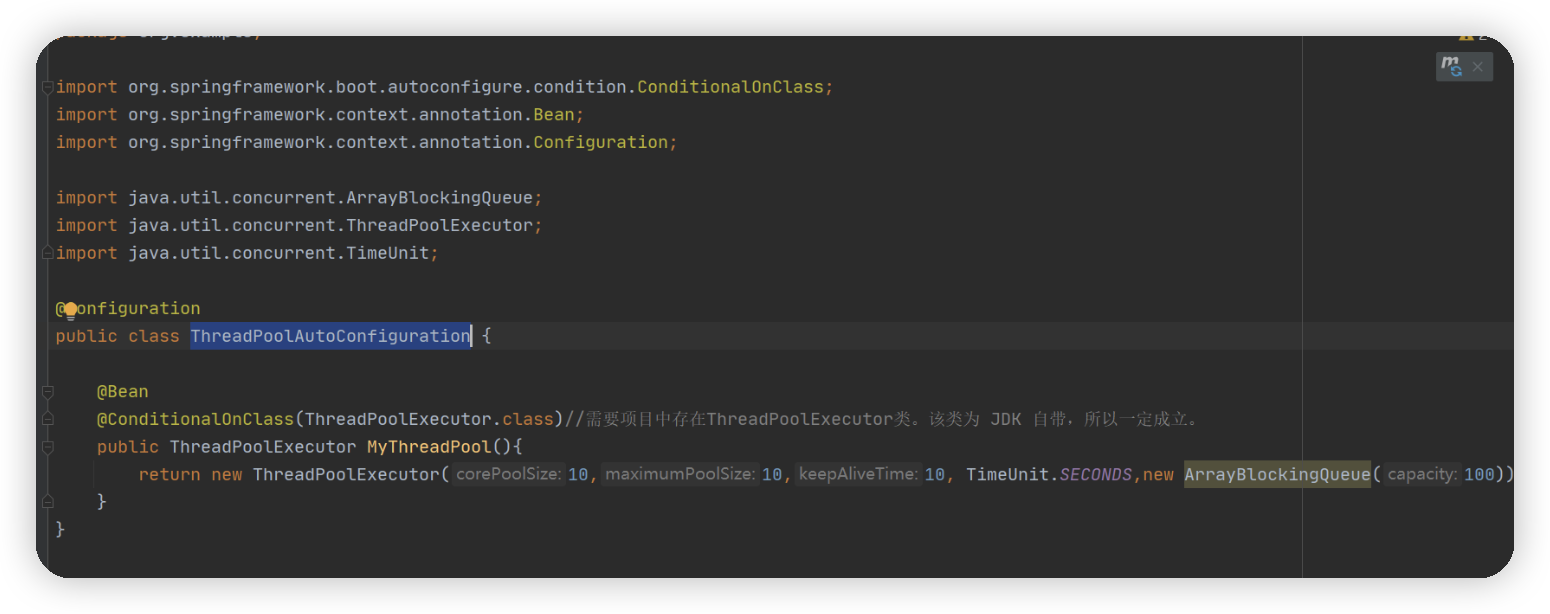 import org.springframework.boot.autoconfigure.condition.ConditionalOnClass;
import org.springframework.context.annotation.Bean;
import org.springframework.context.annotation.Configuration;
import java.util.concurrent.ArrayBlockingQueue;
import java.util.concurrent.ThreadPoolExecutor;
import java.util.concurrent.TimeUnit;
@onfiguration
public class ThreadPoolAutoConfiguration {
@Bean
@ConditionalOnClass(ThreadPoolExecutor.class)//需要项目中存在ThreadPoolExecutor类。该类为 JDK 自带，所以一定成立。
public ThreadPoolExecutor MyThreadPool(){
return new ThreadPoolExecutor( corePoolSize: 10, maximumPoolSize: 10, keepAliveTime: 10, TimeUnit.SECONDS,new ArrayBlockingQueue( capacity: 100))
}
}